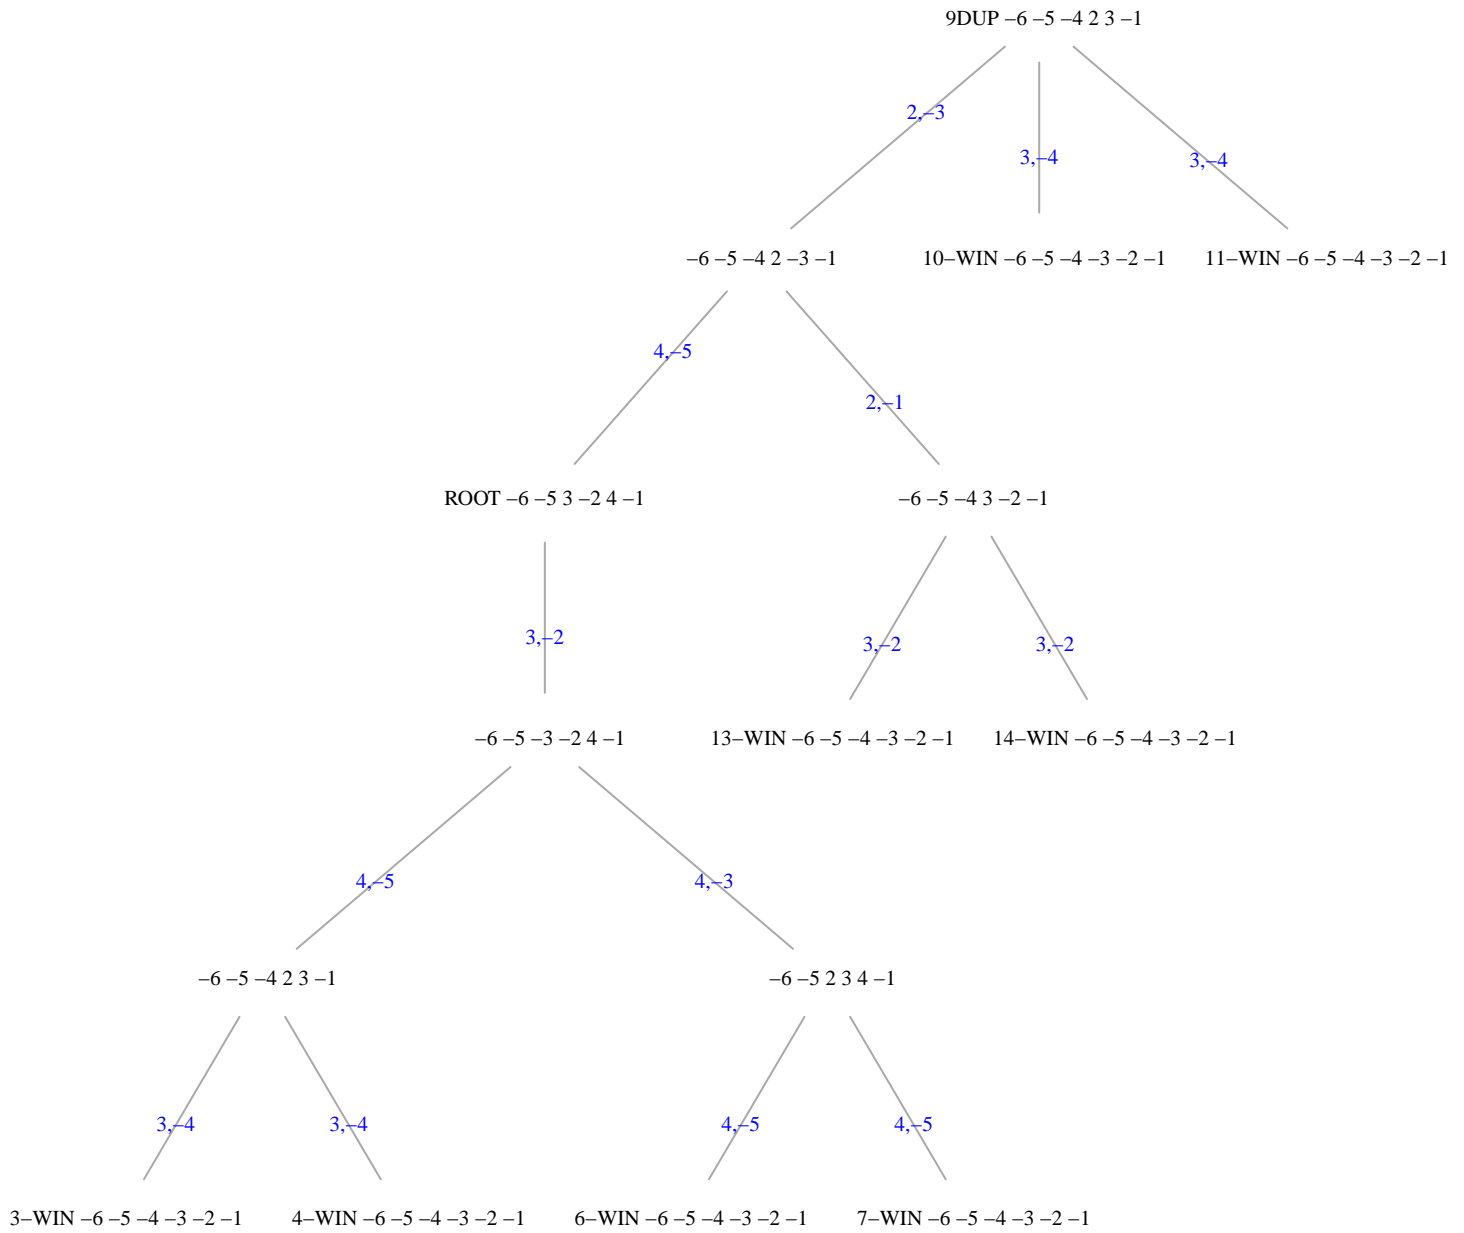 9DUP –6 –5 –4 2 3 –1
2,–3
3,–4
3,–4
–6 –5 –4 2 –3 –1
10–WIN –6 –5 –4 –3 –2 –1
11–WIN –6 –5 –4 –3 –2 –1
4,–5
2,–1
ROOT –6 –5 3 –2 4 –1
–6 –5 –4 3 –2 –1
3,–2
3,–2
3,–2
–6 –5 –3 –2 4 –1
13–WIN –6 –5 –4 –3 –2 –1
14–WIN –6 –5 –4 –3 –2 –1
4,–5
4,–3
–6 –5 –4 2 3 –1
–6 –5 2 3 4 –1
3,–4
3,–4
4,–5
4,–5
3–WIN –6 –5 –4 –3 –2 –1
4–WIN –6 –5 –4 –3 –2 –1
6–WIN –6 –5 –4 –3 –2 –1
7–WIN –6 –5 –4 –3 –2 –1